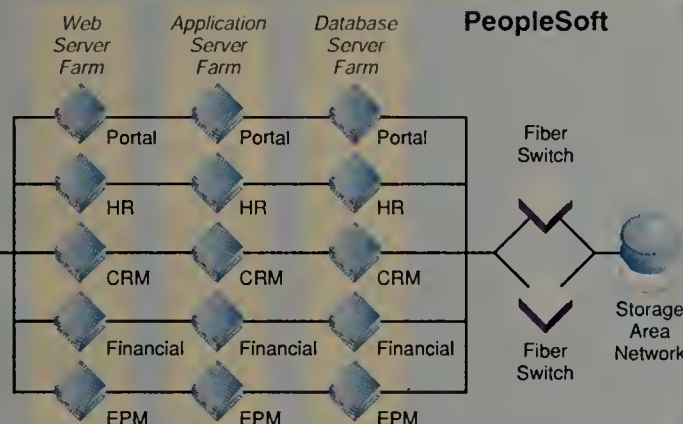 PeopleSoft
Web
Server
Farm
Application
Server
Farm
Database
Server
Farm
Portal
Portal
Portal
HR
HR
HR
CRM
CRM
CRM
Financial
Financial
Financial
EPM
EPM
EPM
Fiber
Switch
Fiber
Switch
Storage
Area
Network